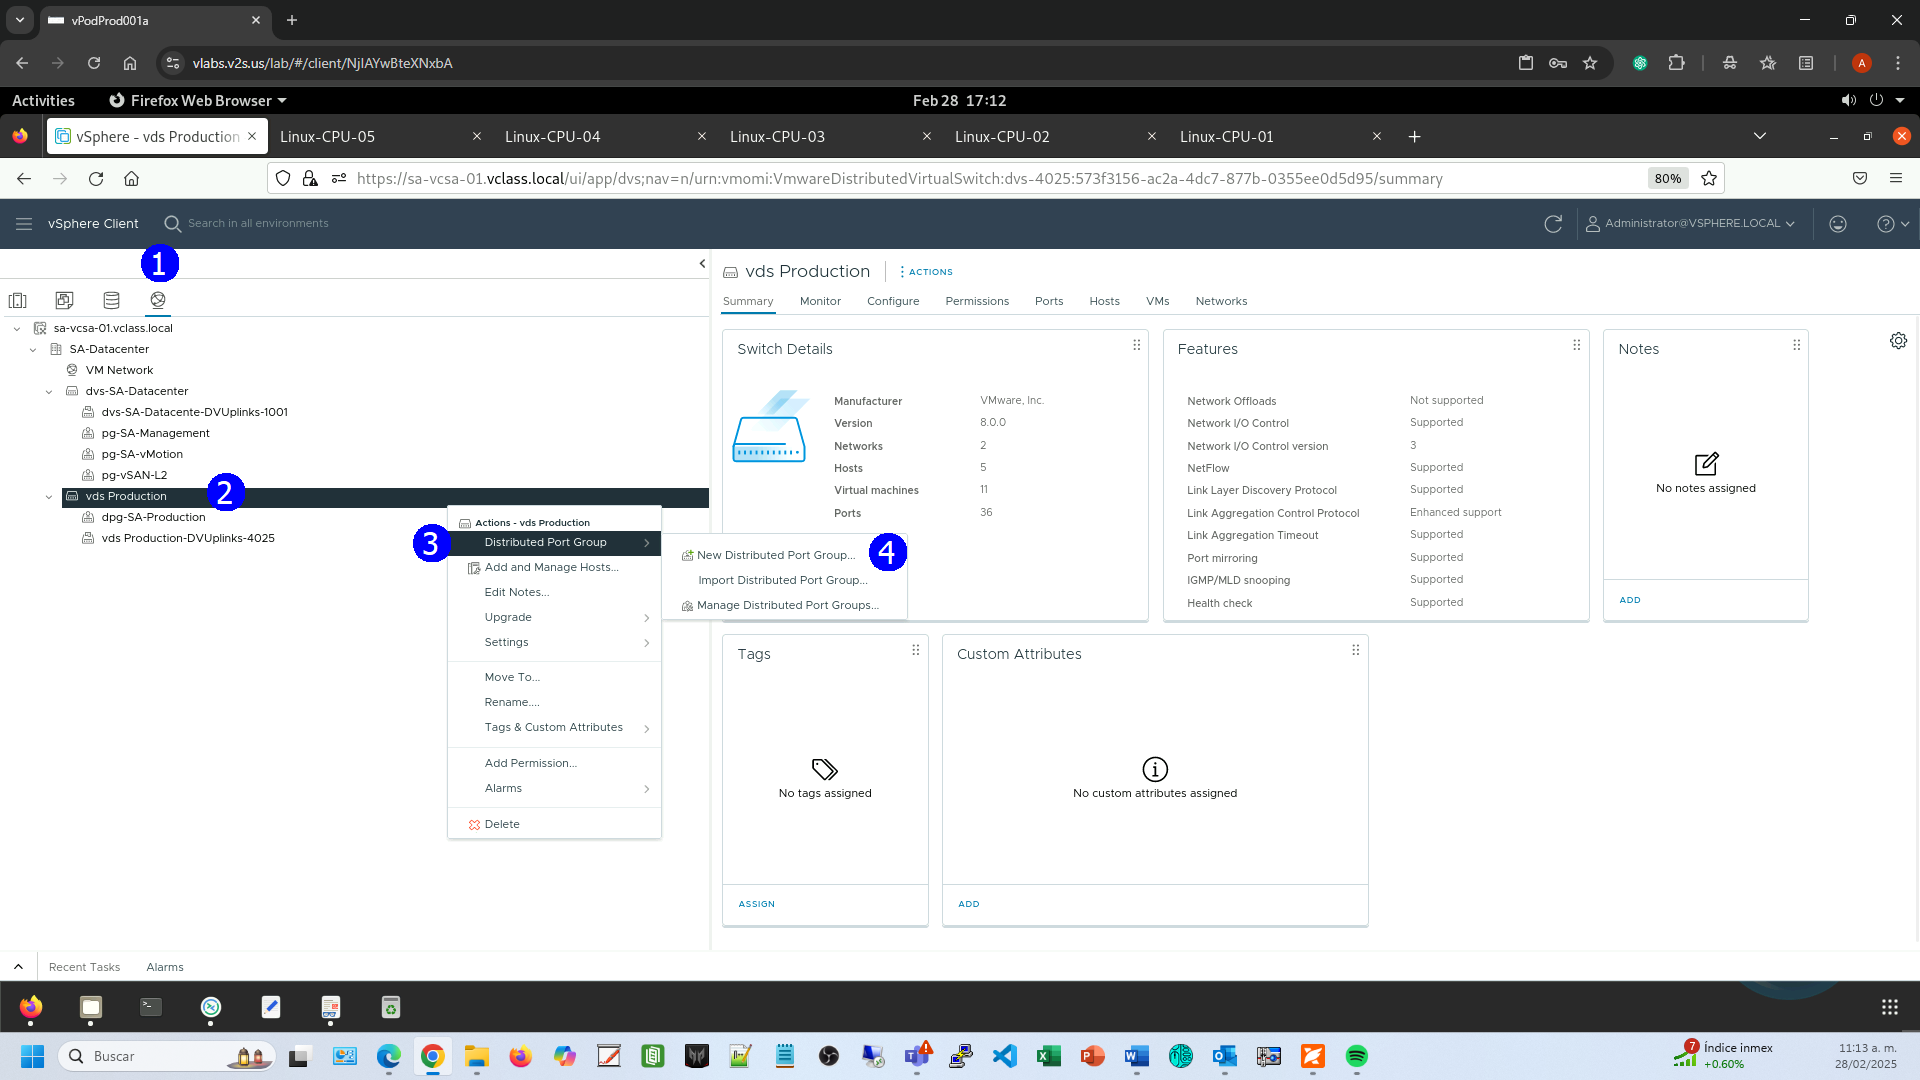 vPodProd001a
vlabs.v2s.us/lab/#/client/NjIAYwBteXNxbA
A
Activities
Firefox Web Browser
Feb 28 17:12
vSphere - vds Production
Linux-CPU-05
Linux-CPU-04
Linux-CPU-03
Linux-CPU-02
Linux-CPU-01
https://sa-vcsa-01.vclass.local/ui/app/dvs;nav=n/urn:vmomi:VmwareDistributedVirtualSwitch:dvs-4025:573f3156-ac2a-4dc7-877b-0355ee0d5d95/summary
80%
vSphere Client
Search in all environments
Administrator@VSPHERE.LOCAL
1
sa-vcsa-01.vclass.local
SA-Datacenter
VM Network
dvs-SA-Datacenter
dvs-SA-Datacente-DVUplinks-1001
pg-SA-Management
pg-SA-vMotion
pg-vSAN-L2
vds Production
2
dpg-SA-Production
vds Production-DVUplinks-4025
Actions - vds Production
3
Distributed Port Group
Add and Manage Hosts...
Edit Notes...
Upgrade
Settings
Move To...
Rename....
Tags & Custom Attributes
Add Permission...
Alarms
Delete
New Distributed Port Group...
4
Import Distributed Port Group...
Manage Distributed Port Groups...
vds Production
ACTIONS
Summary
Monitor
Configure
Permissions
Ports
Hosts
VMs
Networks
Switch Details
Manufacturer VMware, Inc.
Version 8.0.0
Networks 2
Hosts 5
Virtual machines 11
Ports 36
Features
Network Offloads Not supported
Network I/O Control Supported
Network I/O Control version 3
NetFlow Supported
Link Layer Discovery Protocol Supported
Link Aggregation Control Protocol Enhanced support
Link Aggregation Timeout Supported
Port mirroring Supported
IGMP/MLD snooping Supported
Health check Supported
Notes
No notes assigned
ADD
Tags
No tags assigned
ASSIGN
Custom Attributes
No custom attributes assigned
ADD
Recent Tasks
Alarms
Buscar
7
Índice inmex
+0.60%
11:13 a. m.
28/02/2025